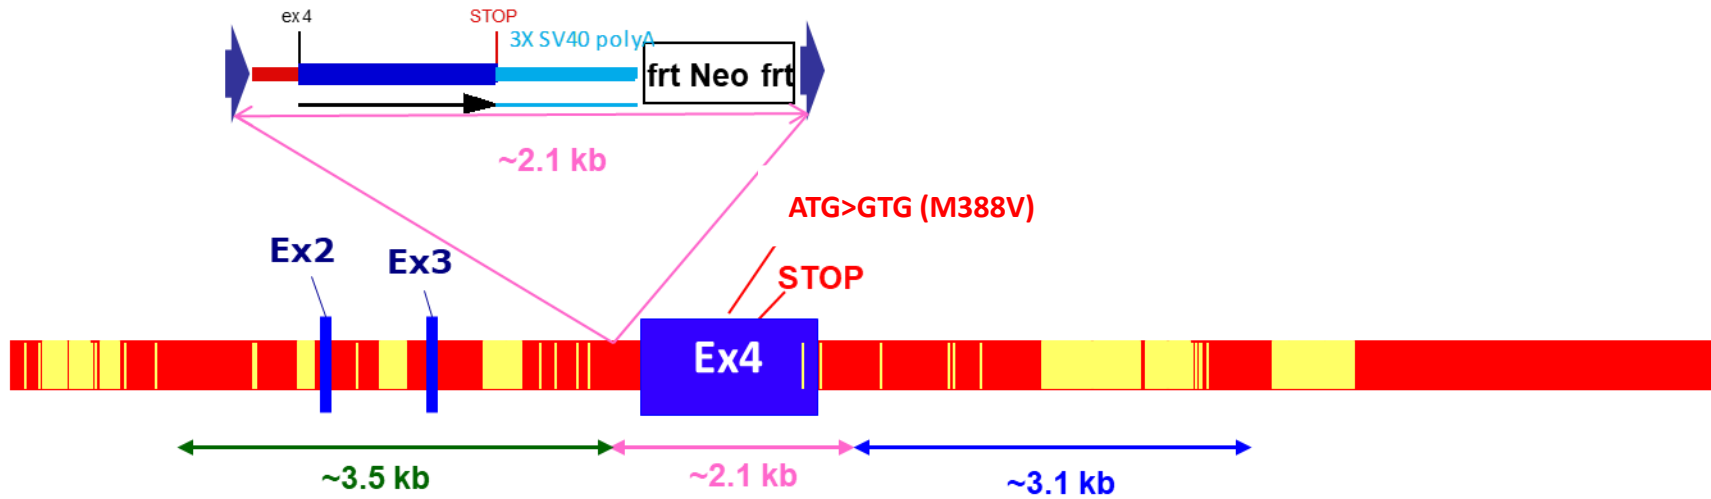 ex4
STOP
3X SV40 polyA
frt Neo frt
~2.1 kb
ATG>GTG (M388V)
Ex2
Ex3
STOP
Ex4
~3.5 kb
~2.1 kb
~3.1 kb